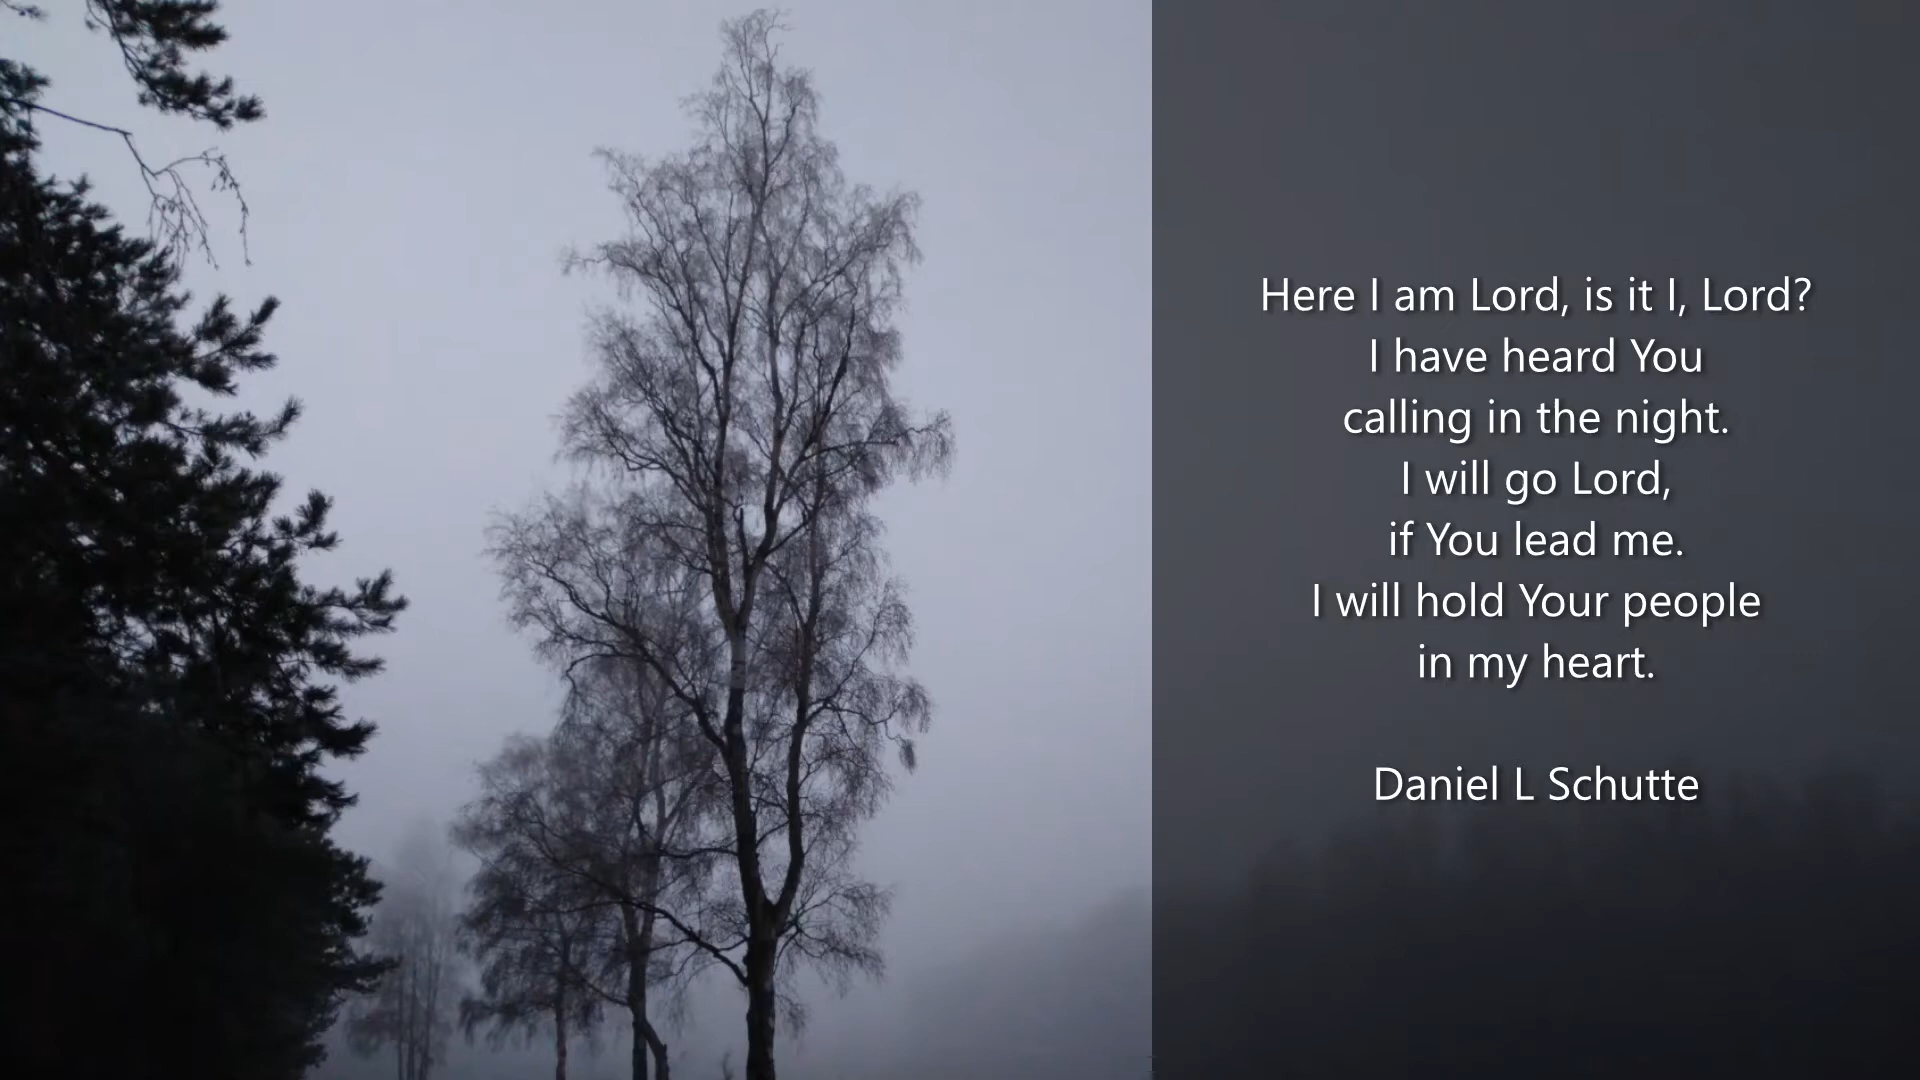 Here I am Lord, is it I, Lord?
I have heard You
calling in the night.
I will go Lord,
if You lead me.
I will hold Your people
in my heart.
Daniel L Schutte